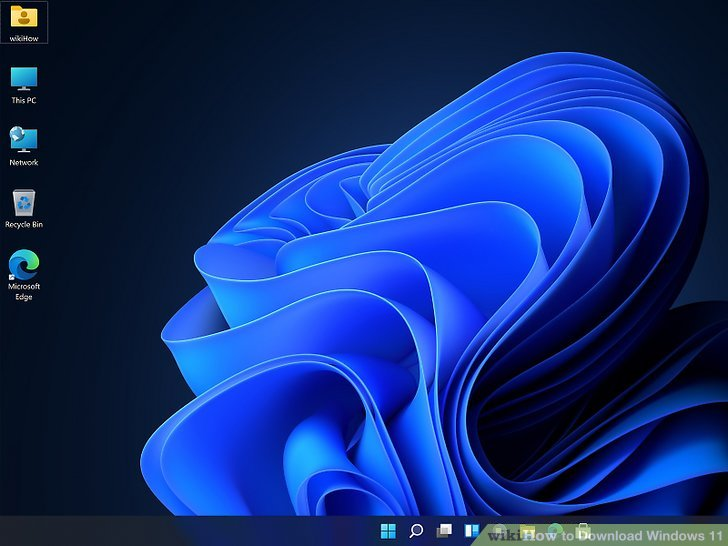 wikiHow
This PC
Network
Recycle Bin
Microsoft
Edge
wikiHow to Download Windows 11